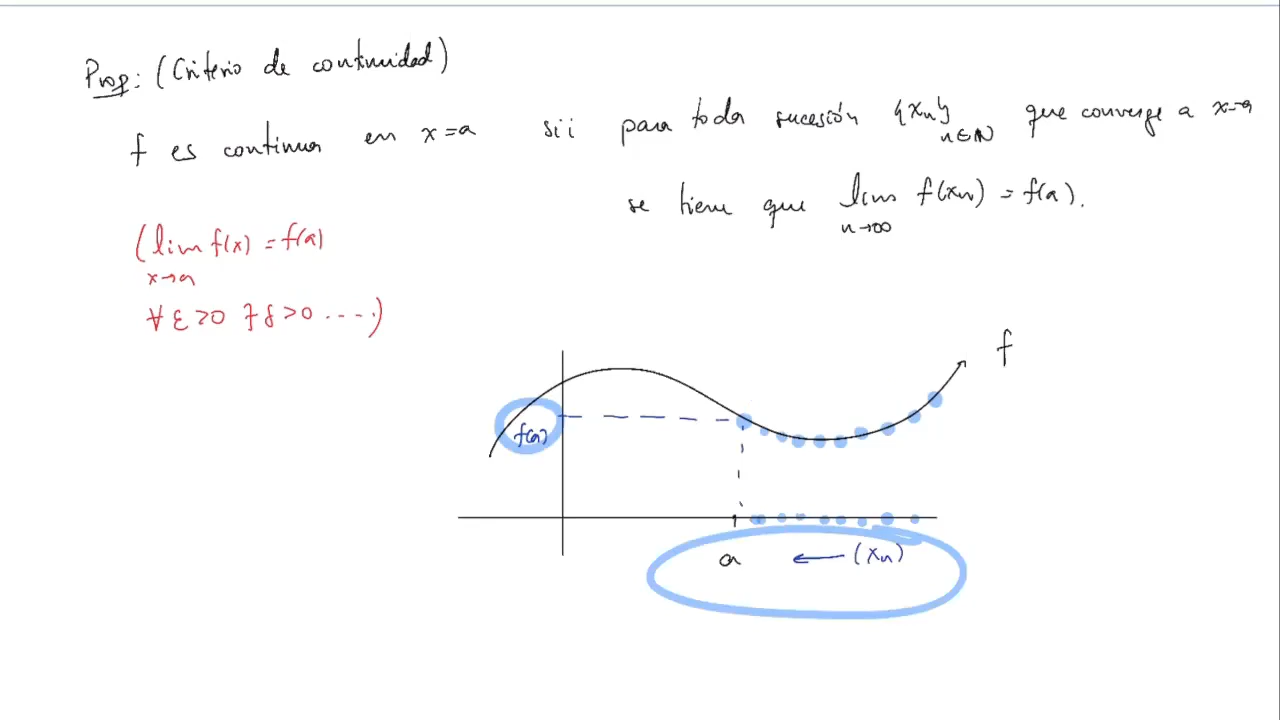 Prop: (Criterio de continuidad)
f es continua en x=a sii para toda sucesión {xn}n∈ℕ que converge a x=a
se tiene que lim n→∞ f(xn) = f(a).
(lim f(x) = f(a)
x→a
∀ε>0 ∃δ>0 ....)
f
f(a)
a ← (xn)